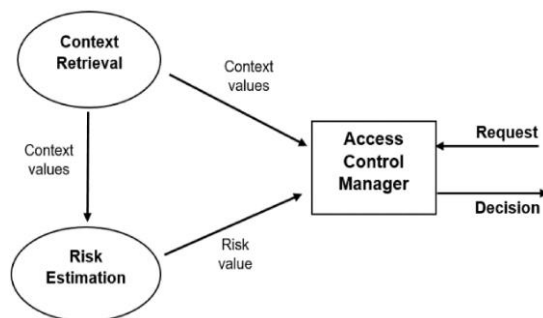 Context
Retrieval
Context
values
Context
values
Access
Control
Manager
Request
Decision
Risk
Estimation
Risk
value